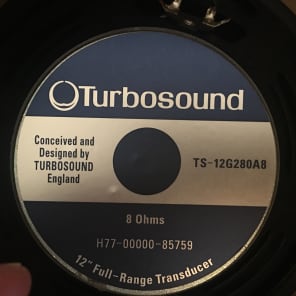 Turbosound
Conceived and
Designed by
TURBOSOUND
England
TS-12G280A8
8 Ohms
H77-00000-85759
12" Full-Range Transducer